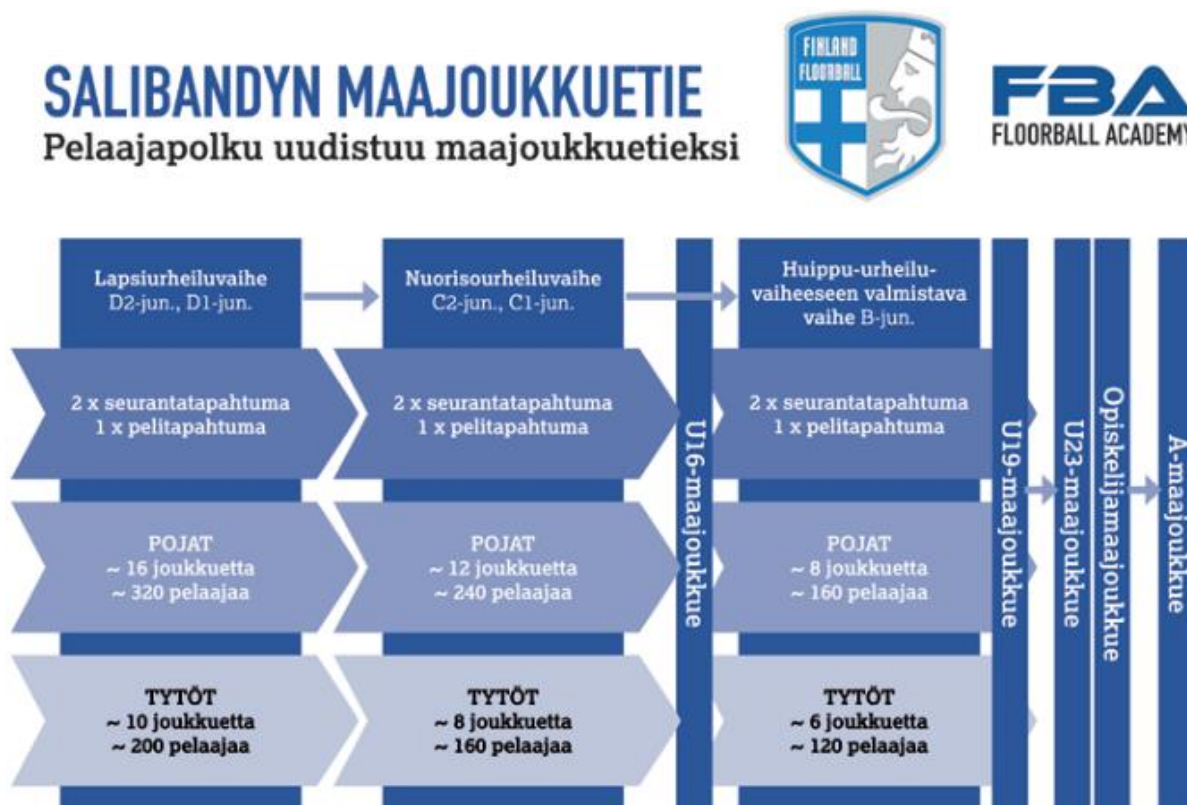 SALIBANDYN MAAJOUKKUETIE
Pelaajapolku uudistuu maajoukkuetieksi
FINLAND
FLOORBALL
FBA
FLOORBALL ACADEMY
Lapsiurheiluvaihe
D2-jun., D1-jun.
2 x seurantatapahtuma
1 x pelitapahtuma
POJAT
~ 16 joukkuetta
~ 320 pelaajaa
TYTÖT
~ 10 joukkuetta
~ 200 pelaajaa
Nuorisourheiluvaihe
C2-jun., C1-jun.
2 x seurantatapahtuma
1 x pelitapahtuma
POJAT
~ 12 joukkuetta
~ 240 pelaajaa
TYTÖT
~ 8 joukkuetta
~ 160 pelaajaa
U16-maajoukkue
Huippu-urheilu-
vaiheeseen valmistava
vaihe B-jun.
2 x seurantatapahtuma
1 x pelitapahtuma
POJAT
~ 8 joukkuetta
~ 160 pelaajaa
TYTÖT
~ 6 joukkuetta
~ 120 pelaajaa
U19-maajoukkue
U23-maajoukkue
Opiskelijamaajoukkue
A-maajoukkue